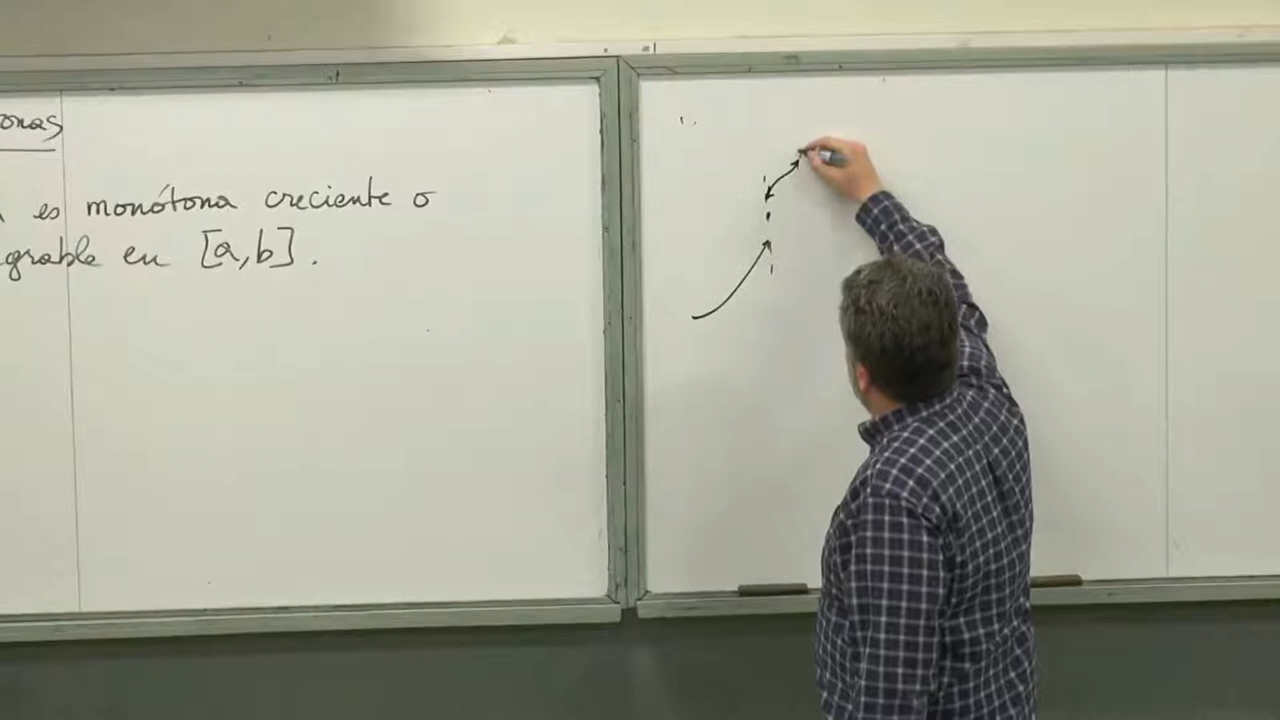 onas
es monótona creciente o
grable en [a,b].